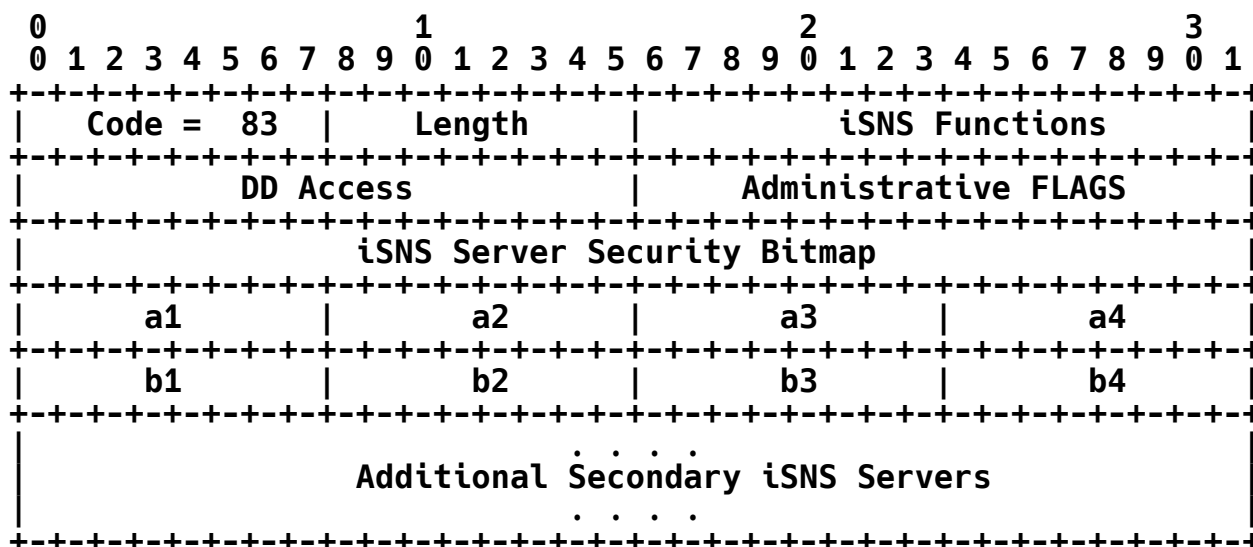 0                   1                   2                   3
 0 1 2 3 4 5 6 7 8 9 0 1 2 3 4 5 6 7 8 9 0 1 2 3 4 5 6 7 8 9 0 1
+-+-+-+-+-+-+-+-+-+-+-+-+-+-+-+-+-+-+-+-+-+-+-+-+-+-+-+-+-+-+-+-+
|   Code =  83  |    Length     |          iSNS Functions       |
+-+-+-+-+-+-+-+-+-+-+-+-+-+-+-+-+-+-+-+-+-+-+-+-+-+-+-+-+-+-+-+-+
|           DD Access           |     Administrative FLAGS      |
+-+-+-+-+-+-+-+-+-+-+-+-+-+-+-+-+-+-+-+-+-+-+-+-+-+-+-+-+-+-+-+-+
|                 iSNS Server Security Bitmap                   |
+-+-+-+-+-+-+-+-+-+-+-+-+-+-+-+-+-+-+-+-+-+-+-+-+-+-+-+-+-+-+-+-+
|      a1       |       a2      |       a3      |       a4      |
+-+-+-+-+-+-+-+-+-+-+-+-+-+-+-+-+-+-+-+-+-+-+-+-+-+-+-+-+-+-+-+-+
|      b1       |       b2      |       b3      |       b4      |
+-+-+-+-+-+-+-+-+-+-+-+-+-+-+-+-+-+-+-+-+-+-+-+-+-+-+-+-+-+-+-+-+
|                            . . . .                            |
|                 Additional Secondary iSNS Servers             |
|                            . . . .                            |
+-+-+-+-+-+-+-+-+-+-+-+-+-+-+-+-+-+-+-+-+-+-+-+-+-+-+-+-+-+-+-+-+